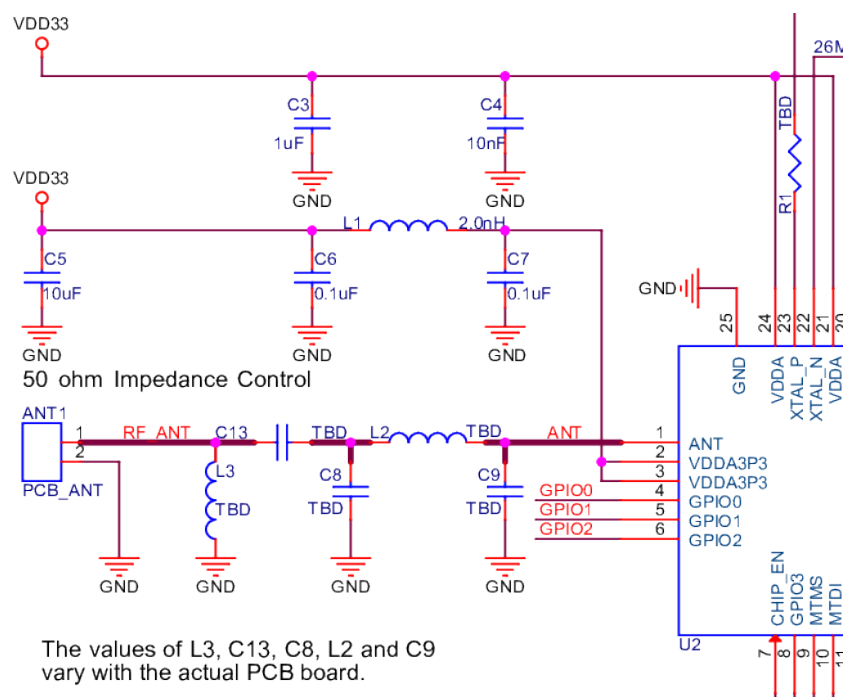 VDD33
26M
C3
1uF
GND
C4
10nF
GND
TBD
R1
VDD33
L1
2.0nH
C5
10uF
GND
C6
0.1uF
GND
C7
0.1uF
GND
GND
25
24
23
22
21
20
50 ohm Impedance Control
GND
VDDA
XTAL_P
XTAL_N
VDDA
ANT1
1
2
PCB_ANT
RF_ANT
C13
TBD
L2
TBD
ANT
L3
TBD
C8
TBD
C9
TBD
GND
GND
GND
GND
1
ANT
2
VDDA3P3
3
VDDA3P3
GPIO0
4
GPIO0
GPIO1
5
GPIO1
GPIO2
6
GPIO2
CHIP_EN
GPIO3
MTMS
MTDI
U2
7
8
9
10
11
The values of L3, C13, C8, L2 and C9
vary with the actual PCB board.